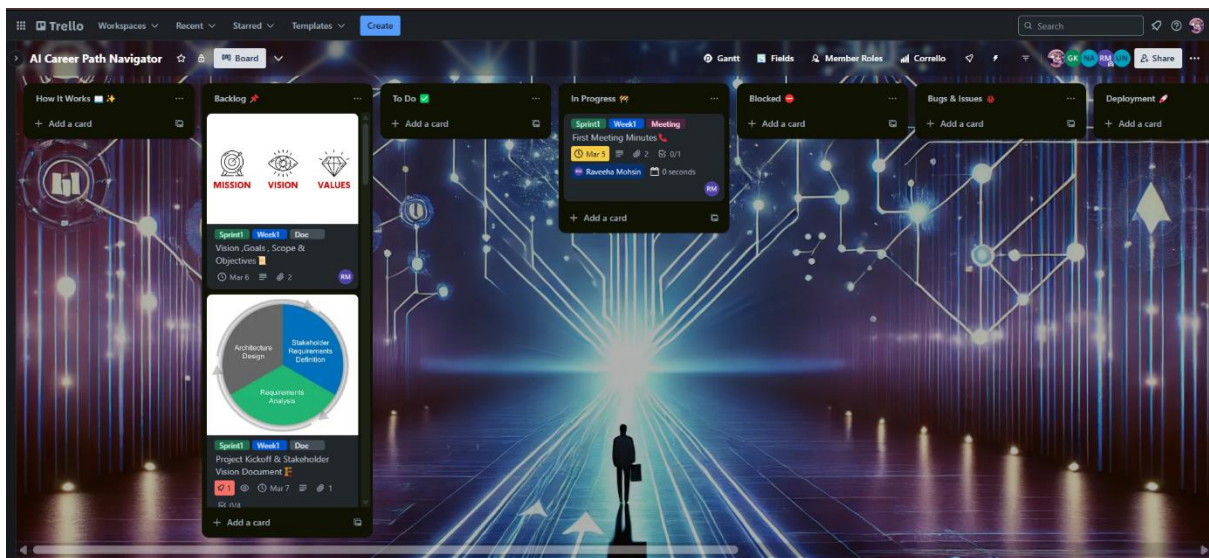 Trello Workspaces Recent Starred Templates Create Search
AI Career Path Navigator Board Gantt Fields Member Roles Corrello GK NA RM UN Share
How It Works
+ Add a card
Backlog
MISSION VISION VALUES
Sprint1 Week1 Doc
Vision ,Goals , Scope &
Objectives
Mar 6 2 RM
Architecture
Design
Stakeholder
Requirements
Definition
Requirements
Analysis
Sprint1 Week1 Doc
Project Kickoff & Stakeholder
Vision Document
1 Mar 7 1
0/4
+ Add a card
To Do
+ Add a card
In Progress
Sprint1 Week1 Meeting
First Meeting Minutes
Mar 5 2 0/1
Raveeha Mohsin 0 seconds
RM
+ Add a card
Blocked
+ Add a card
Bugs & Issues
+ Add a card
Deployment
+ Add a card